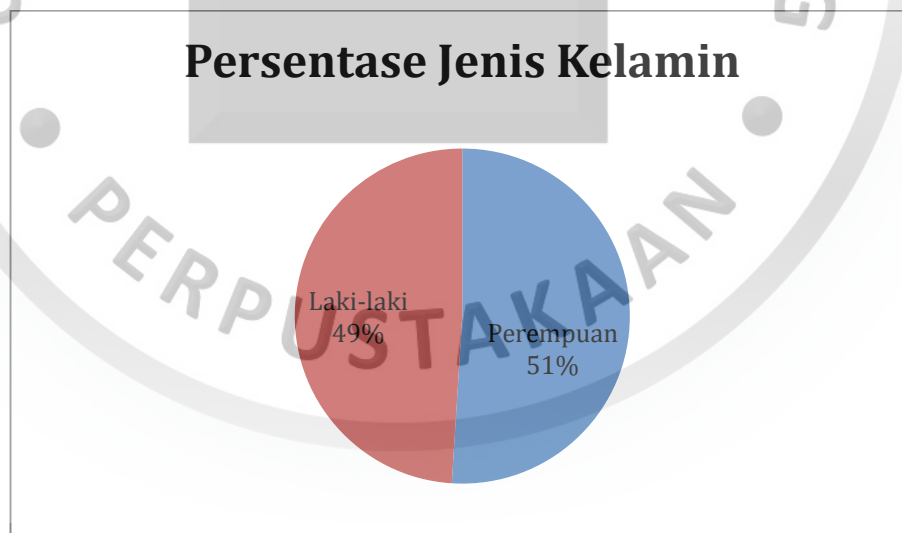 Persentase Jenis Kelamin
Laki-laki
49%
Perempuan
51%
PERPUSTAKAAN